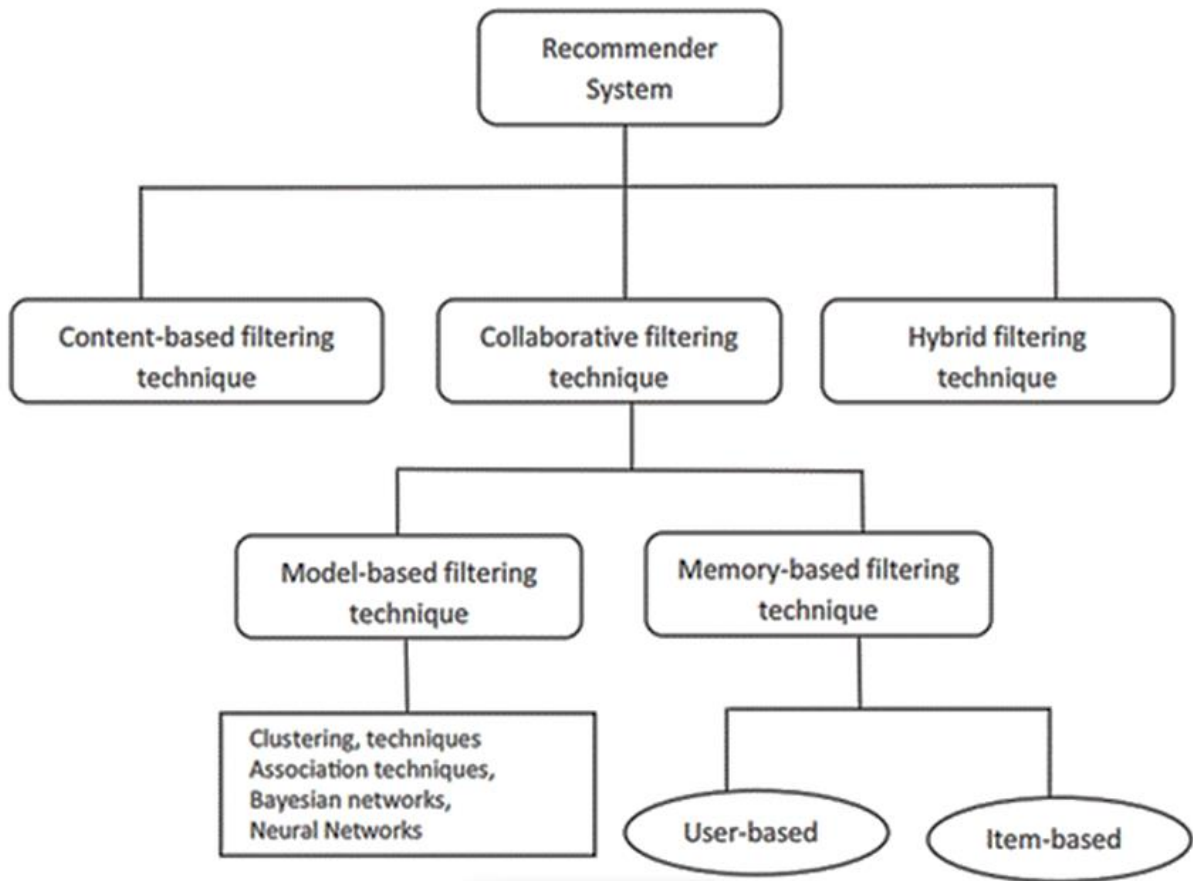 Recommender
System
Content-based filtering
technique
Collaborative filtering
technique
Hybrid filtering
technique
Model-based filtering
technique
Memory-based filtering
technique
Clustering, techniques
Association techniques,
Bayesian networks,
Neural Networks
User-based
Item-based